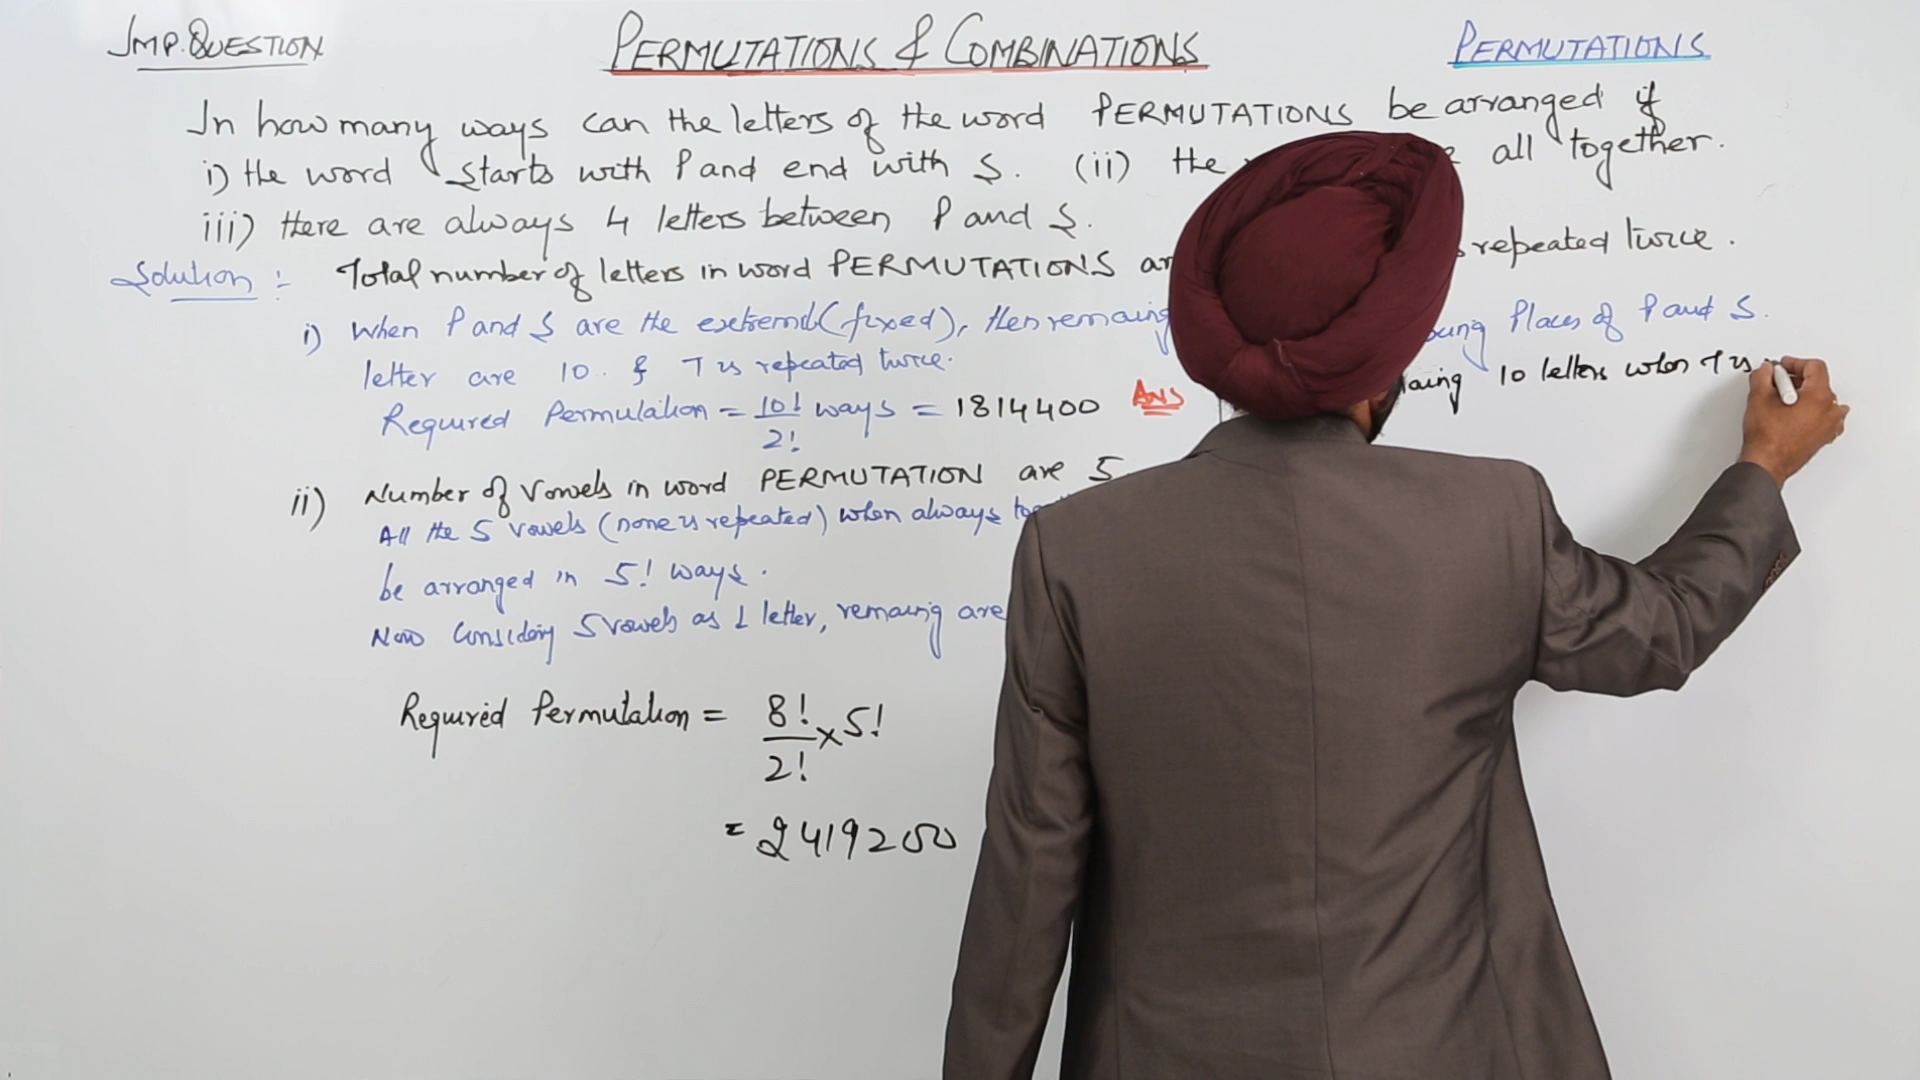 IMP. QUESTION
PERMUTATIONS & COMBINATIONS
PERMUTATIONS
In how many ways can the letters of the word PERMUTATIONS be arranged if
i) the word starts with P and end with S. (ii) the all together.
iii) there are always 4 letters between P and S.
Solution :- Total number of letters in word PERMUTATIONS repeated twice.
i) When P and S are the (fixed), then remaing
letter are 10. & T is repeated twice.
Required Permutation = 10!/2! ways = 1814400 Ans
ii) Number of Vowels in word PERMUTATION are 5
All the 5 vowels (none is repeated) when always
be arranged in 5! ways.
Now Considering 5 vowels as 1 letter, remaing are
Required Permutation = 8!/2! × 5!
= 2419200
Places of P and S.
10 letters when T is